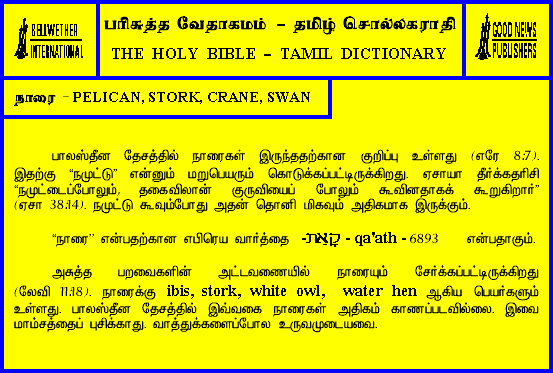 BELLWETHER
INTERNATIONAL
பரிசுத்த வேதாகமம் – தமிழ் சொல்லகராதி
THE HOLY BIBLE – TAMIL DICTIONARY
GOOD NEWS
PUBLISHERS
நாரை – PELICAN, STORK, CRANE, SWAN
பாலஸ்தீன தேசத்தில் நாரைகள் இருந்ததற்கான குறிப்பு உள்ளது (எரே 8:7).
இதற்கு “நமுட்டு” என்னும் மறுபெயரும் கொடுக்கப்பட்டிருக்கிறது. ஏசாயா தீர்க்கதரிசி
“நமுட்டைப்போலும், தகைவிலான் குருவியைப் போலும் கூவினதாகக் கூறுகிறார்”
(ஏசா 38:14). நமுட்டு கூவும்போது அதன் தொனி மிகவும் அதிகமாக இருக்கும்.
“நாரை” என்பதற்கான எபிரெய வார்த்தை -קָאַת - qa'ath - 6893 என்பதாகும்.
அசுத்த பறவைகளின் அட்டவணையில் நாரையும் சேர்க்கப்பட்டிருக்கிறது
(லேவி 11:18). நாரைக்கு ibis, stork, white owl, water hen ஆகிய பெயர்களும்
உள்ளது. பாலஸ்தீன தேசத்தில் இவ்வகை நாரைகள் அதிகம் காணப்படவில்லை. இவை
மாம்சத்தைப் புசிக்காது. வாத்துக்களைப்போல உருவமுடையவை.